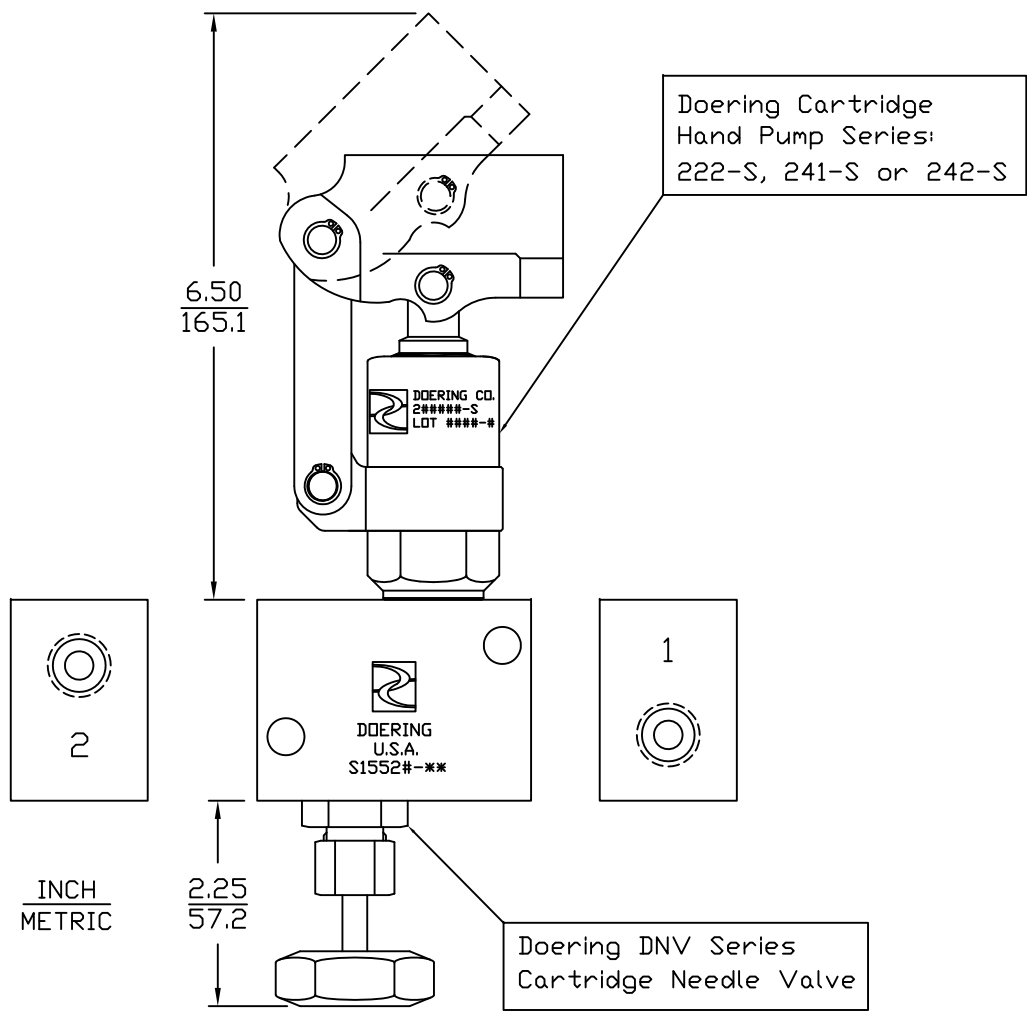 Doering Cartridge
Hand Pump Series:
222-S, 241-S or 242-S
6.50
165.1
DOERING CO.
2#####-S
LOT ####-#
2
1
DOERING
U.S.A.
S1552#-**
INCH
METRIC
2.25
57.2
Doering DNV Series
Cartridge Needle Valve